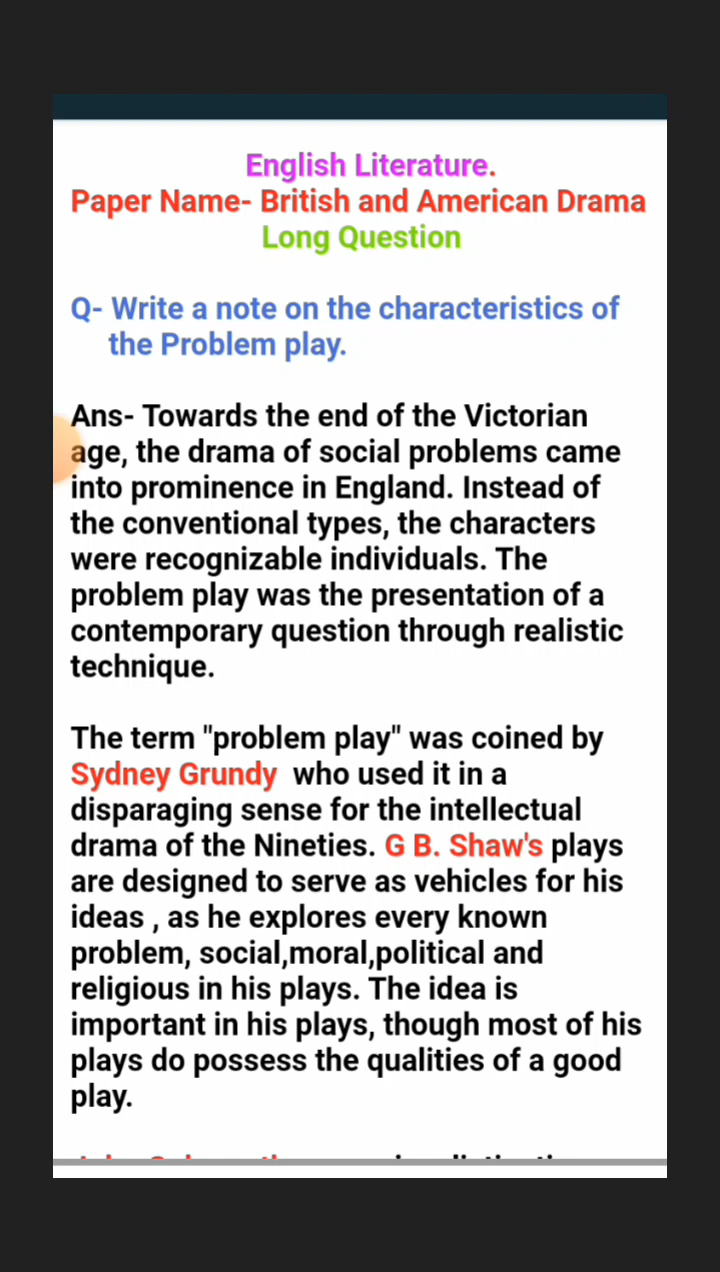 English Literature.
Paper Name- British and American Drama
Long Question
Q- Write a note on the characteristics of
the Problem play.
Ans- Towards the end of the Victorian
age, the drama of social problems came
into prominence in England. Instead of
the conventional types, the characters
were recognizable individuals. The
problem play was the presentation of a
contemporary question through realistic
technique.
The term "problem play" was coined by
Sydney Grundy who used it in a
disparaging sense for the intellectual
drama of the Nineties. G B. Shaw's plays
are designed to serve as vehicles for his
ideas , as he explores every known
problem, social,moral,political and
religious in his plays. The idea is
important in his plays, though most of his
plays do possess the qualities of a good
play.